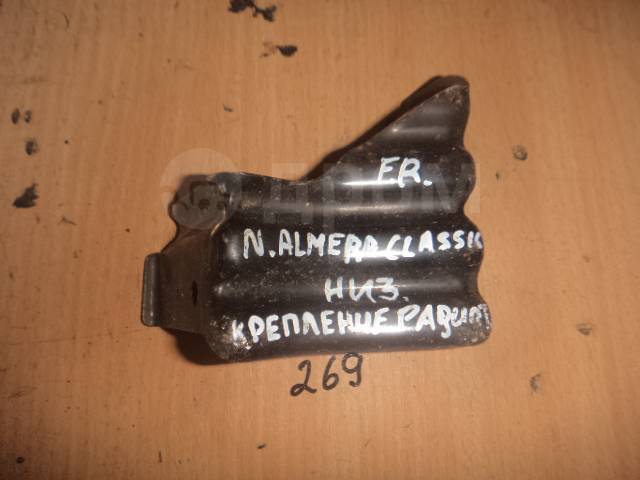 FR.
N. ALMERA CLASSIC
НИЗ.
КРЕПЛЕНИЕ РАДИАТ
269